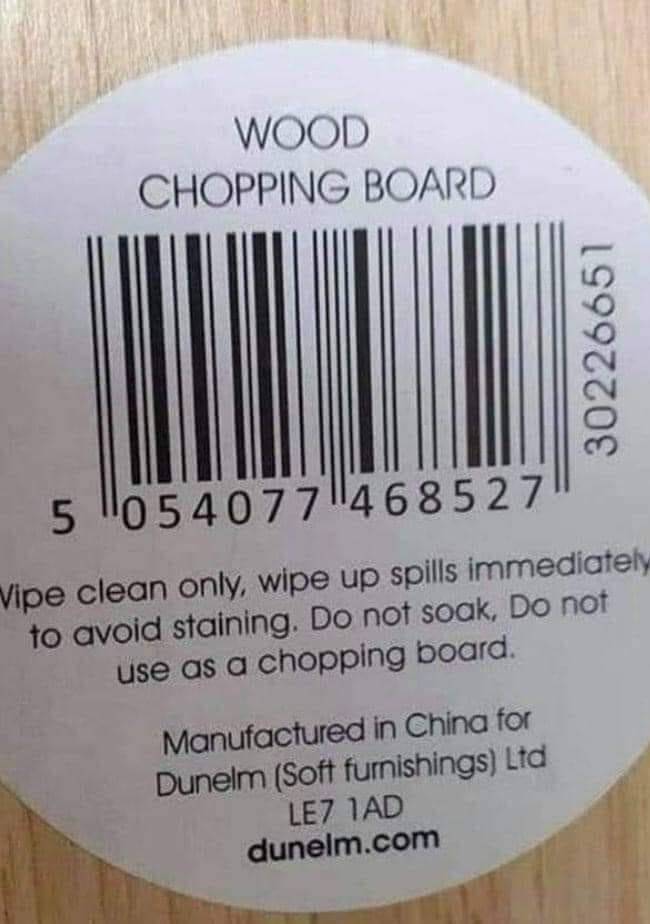 WOOD
CHOPPING BOARD
30226651
5 054077 468527
Wipe clean only, wipe up spills immediately
to avoid staining. Do not soak, Do not
use as a chopping board.
Manufactured in China for
Dunelm (Soft furnishings) Ltd
LE7 1AD
dunelm.com